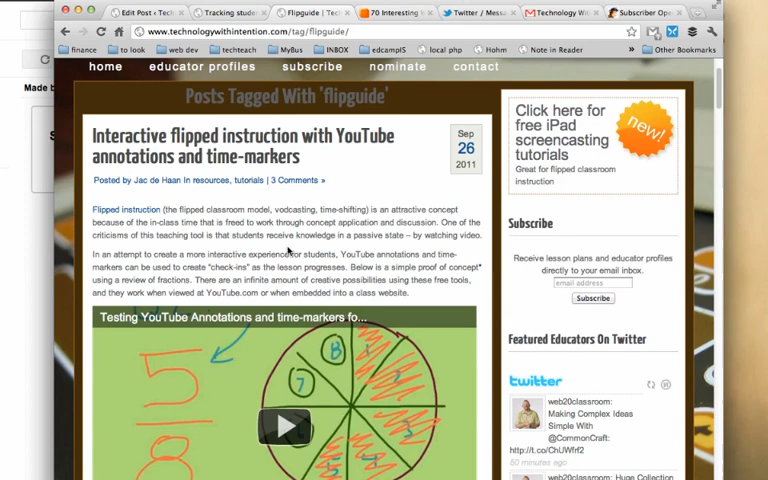 Edit Post ‹ Tech
Tracking studen
Flipguide | Tec
70 Interesting
Twitter / Messa
Technology With
Subscriber Ope
www.technologywithintention.com/tag/flipguide/
finance to look web dev techteach MyBus INBOX edcampIS local php Hohm Note in Reader » Other Bookmarks
Made b
S
home educator profiles subscribe nominate contact
Posts Tagged With 'flipguide'
Interactive flipped instruction with YouTube
annotations and time-markers
Sep
26
2011
Posted by Jac de Haan In resources, tutorials | 3 Comments »
Flipped instruction (the flipped classroom model, vodcasting, time-shifting) is an attractive concept
because of the in-class time that is freed to work through concept application and discussion. One of the
criticisms of this teaching tool is that students receive knowledge in a passive state – by watching video.
In an attempt to create a more interactive experience for students, YouTube annotations and time-
markers can be used to create "check-ins" as the lesson progresses. Below is a simple proof of concept*
using a review of fractions. There are an infinite amount of creative possibilities using these free tools,
and they work when viewed at YouTube.com or when embedded into a class website.
Testing YouTube Annotations and time-markers fo...
5
8
8
1
7
2
3
Click here for
free iPad
screencasting
tutorials
new!
Great for flipped classroom
instruction
Subscribe
Receive lesson plans and educator profiles
directly to your email inbox.
email address
Subscribe
Featured Educators On Twitter
twitter
web20classroom:
Making Complex Ideas
Simple With
@CommonCraft:
http://t.co/ChUWfrf2
50 minutes ago
web20classroom: Huge Collection